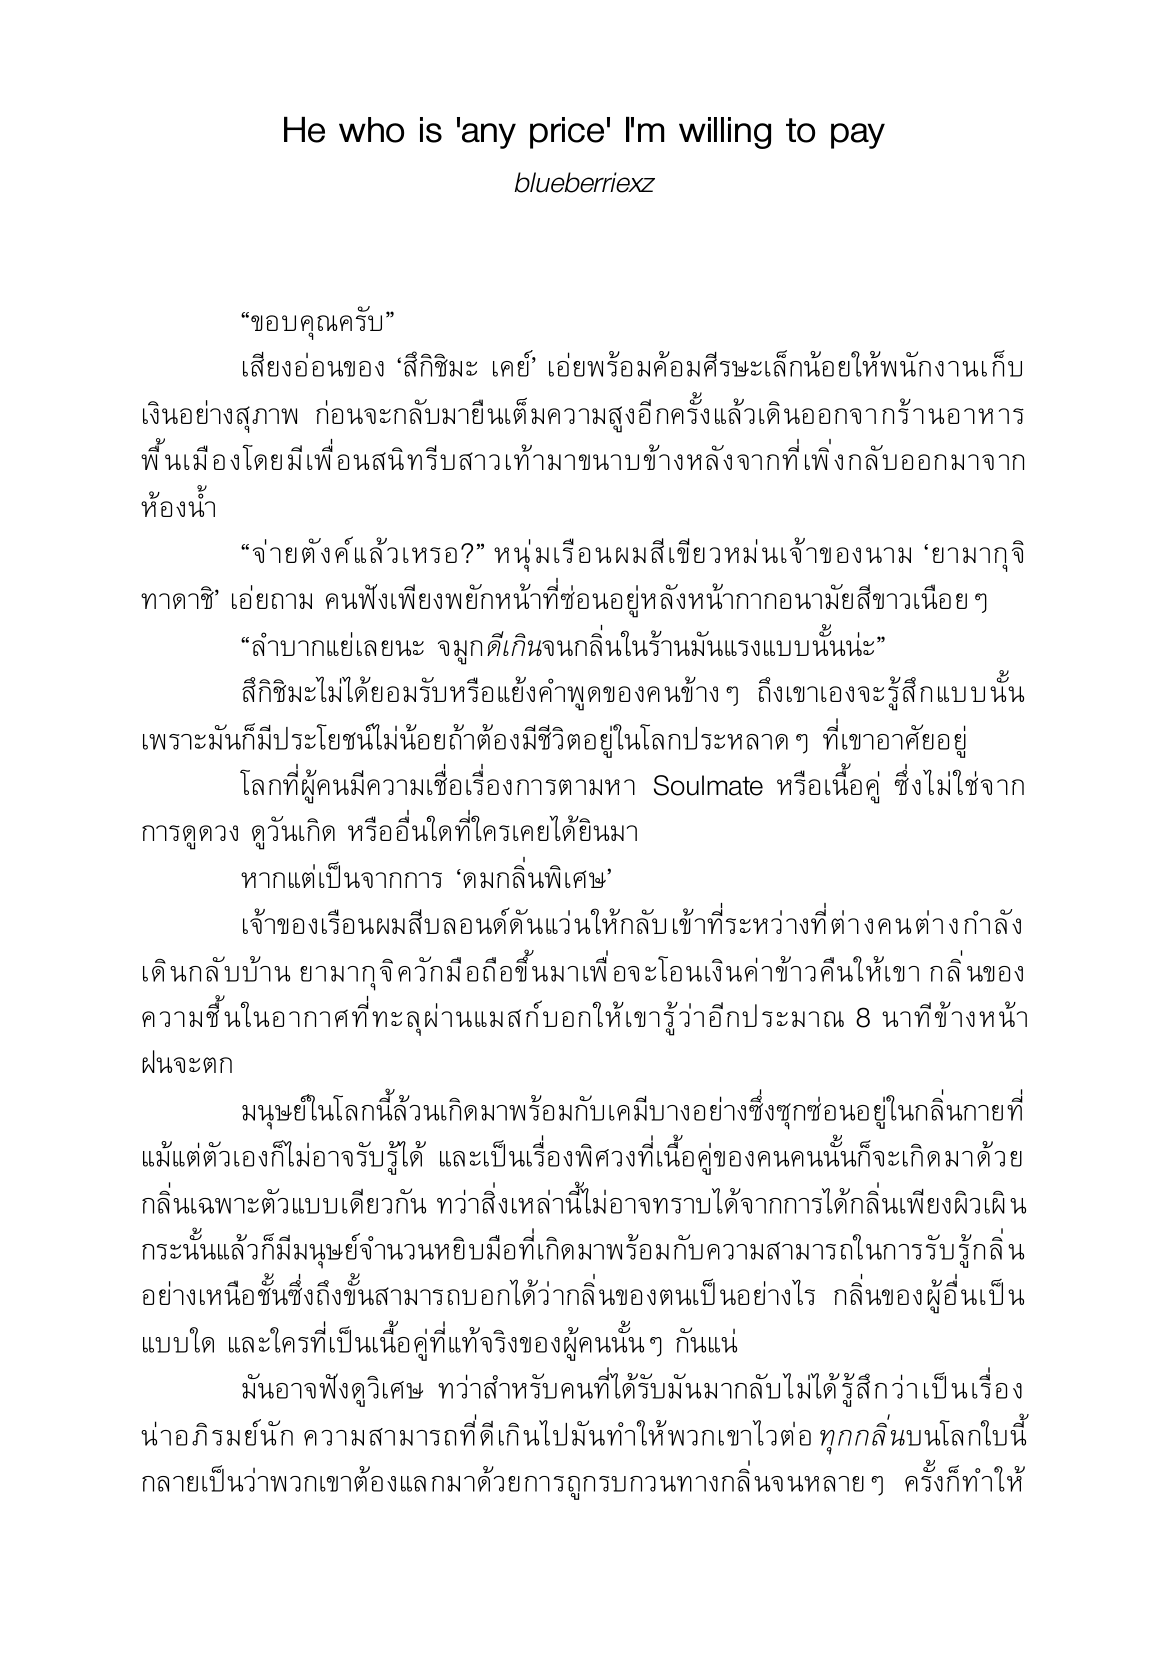 He who is 'any price' I'm willing to pay
blueberriexz
“ขอบคุณครับ”
เสียงอ่อนของ ‘สึกิชิมะ เคย์’ เอ่ยพร้อมค้อมศีรษะเล็กน้อยให้พนักงานเก็บ
เงินอย่างสุภาพ ก่อนจะกลับมายืนเต็มความสูงอีกครั้งแล้วเดินออกจากร้านอาหาร
พื้นเมืองโดยมีเพื่อนสนิทรีบสาวเท้ามาขนาบข้างหลังจากที่เพิ่งกลับออกมาจาก
ห้องน้ำ
“จ่ายตังค์แล้วเหรอ?” หนุ่มเรือนผมสีเขียวหม่นเจ้าของนาม ‘ยามากุจิ
ทาดาชิ’ เอ่ยถาม คนฟังเพียงพยักหน้าที่ซ่อนอยู่หลังหน้ากากอนามัยสีขาวเนือยๆ
“ลำบากแย่เลยนะ จมูกดีเกินจนกลิ่นในร้านมันแรงแบบนั้นน่ะ”
สึกิชิมะไม่ได้ยอมรับหรือแย้งคำพูดของคนข้างๆ ถึงเขาเองจะรู้สึกแบบนั้น
เพราะมันก็มีประโยชน์ไม่น้อยถ้าต้องมีชีวิตอยู่ในโลกประหลาดๆ ที่เขาอาศัยอยู่
โลกที่ผู้คนมีความเชื่อเรื่องการตามหา Soulmate หรือเนื้อคู่ ซึ่งไม่ใช่จาก
การดูดวง ดูวันเกิด หรืออื่นใดที่ใครเคยได้ยินมา
หากแต่เป็นจากการ ‘ดมกลิ่นพิเศษ’
เจ้าของเรือนผมสีบลอนด์ดันแว่นให้กลับเข้าที่ระหว่างที่ต่างคนต่างกำลัง
เดินกลับบ้าน ยามากุจิควักมือถือขึ้นมาเพื่อจะโอนเงินค่าข้าวคืนให้เขา กลิ่นของ
ความชื้นในอากาศที่ทะลุผ่านแมสก์บอกให้เขารู้ว่าอีกประมาณ 8 นาทีข้างหน้า
ฝนจะตก
มนุษย์ในโลกนี้ล้วนเกิดมาพร้อมกับเคมีบางอย่างซึ่งซุกซ่อนอยู่ในกลิ่นกายที่
แม้แต่ตัวเองก็ไม่อาจรับรู้ได้ และเป็นเรื่องพิศวงที่เนื้อคู่ของคนคนนั้นก็จะเกิดมาด้วย
กลิ่นเฉพาะตัวแบบเดียวกัน ทว่าสิ่งเหล่านี้ไม่อาจทราบได้จากการได้กลิ่นเพียงผิวเผิน
กระนั้นแล้วก็มีมนุษย์จำนวนหยิบมือที่เกิดมาพร้อมกับความสามารถในการรับรู้กลิ่น
อย่างเหนือชั้นซึ่งถึงขั้นสามารถบอกได้ว่ากลิ่นของตนเป็นอย่างไร กลิ่นของผู้อื่นเป็น
แบบใด และใครที่เป็นเนื้อคู่ที่แท้จริงของผู้คนนั้นๆ กันแน่
มันอาจฟังดูวิเศษ ทว่าสำหรับคนที่ได้รับมันมากลับไม่ได้รู้สึกว่าเป็นเรื่อง
น่าอภิรมย์นัก ความสามารถที่ดีเกินไปมันทำให้พวกเขาไวต่อทุกกลิ่นบนโลกใบนี้
กลายเป็นว่าพวกเขาต้องแลกมาด้วยการถูกรบกวนทางกลิ่นจนหลายๆ ครั้งก็ทำให้